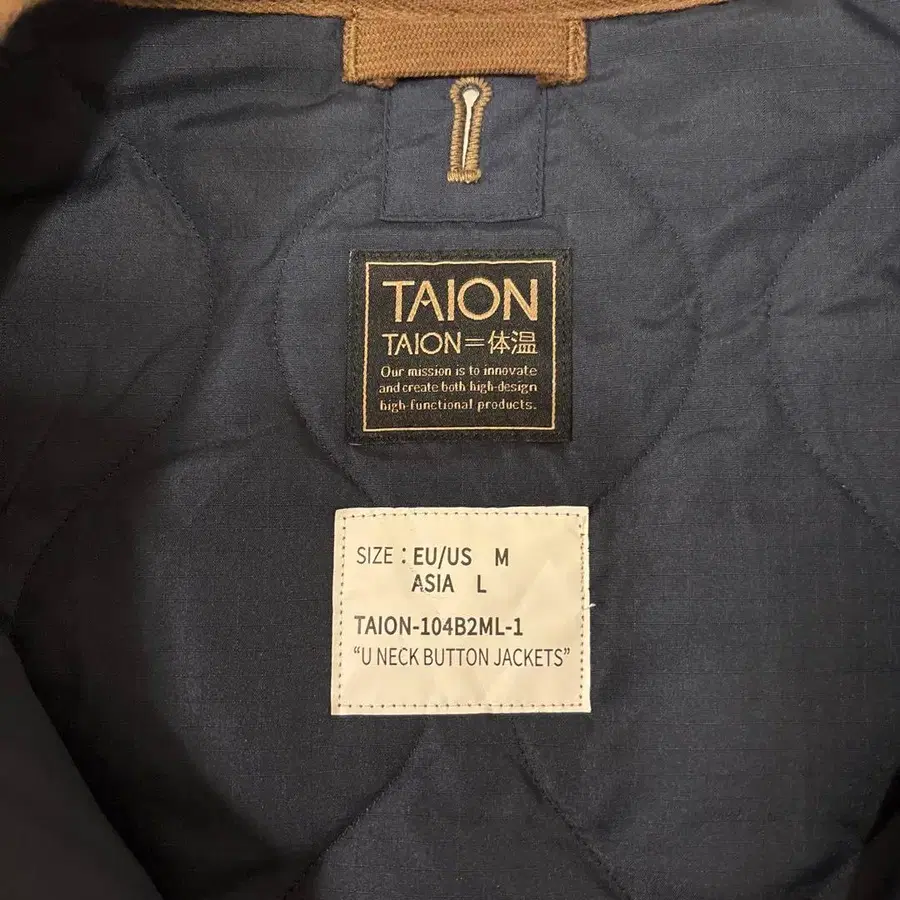 TAION
TAION=体温
Our mission is to innovate
and create both high-design
high-functional products.
SIZE : EU/US M
ASIA L
TAION-104B2ML-1
“U NECK BUTTON JACKETS”